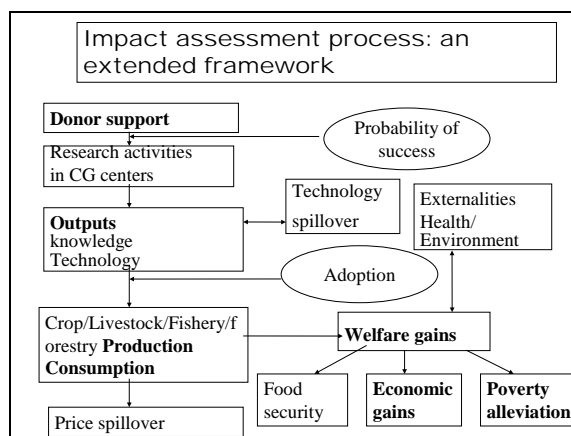 Impact assessment process: an
extended framework
Donor support
Probability of
success
Research activities
in CG centers
Technology
spillover
Externalities
Health/
Environment
Outputs
knowledge
Technology
Adoption
Crop/Livestock/Fishery/f
orestry Production
Consumption
Welfare gains
Food
security
Economic
gains
Poverty
alleviation
Price spillover